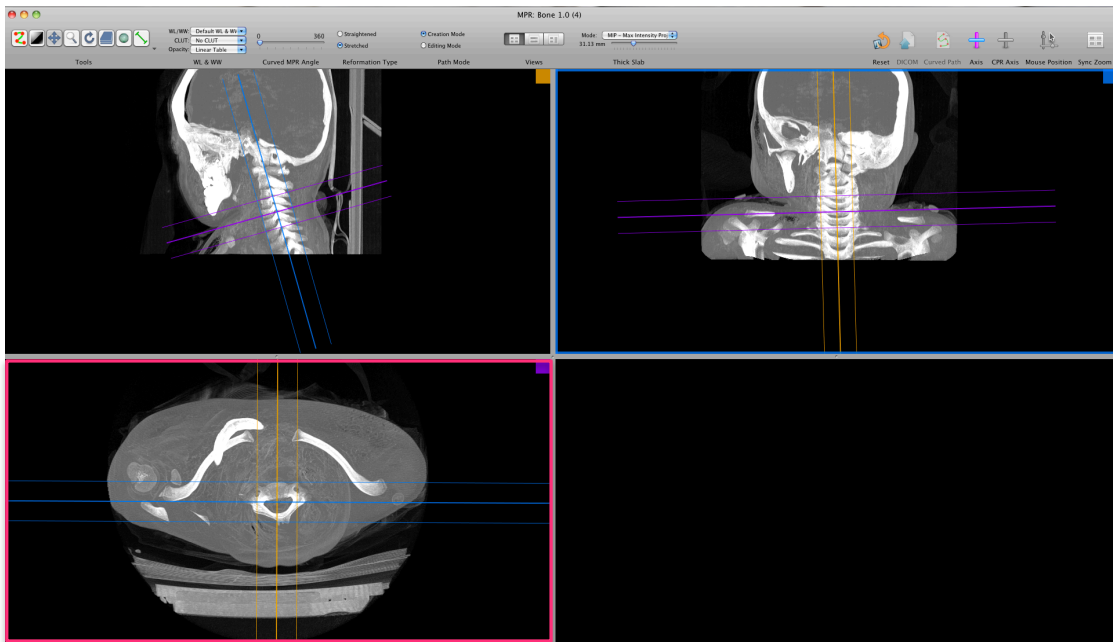 MPR: Bone 1.0 (4)
WL/WW: Default WL & W
CLUT: No CLUT
Opacity: Linear Table
0 360
Straightened
Stretched
Creation Mode
Editing Mode
Mode: MIP - Max Intensity Proj
31.13 mm
Tools WL & WW Curved MPR Angle Reformation Type Path Mode Views Thick Slab Reset DICOM Curved Path Axis CPR Axis Mouse Position Sync Zoom